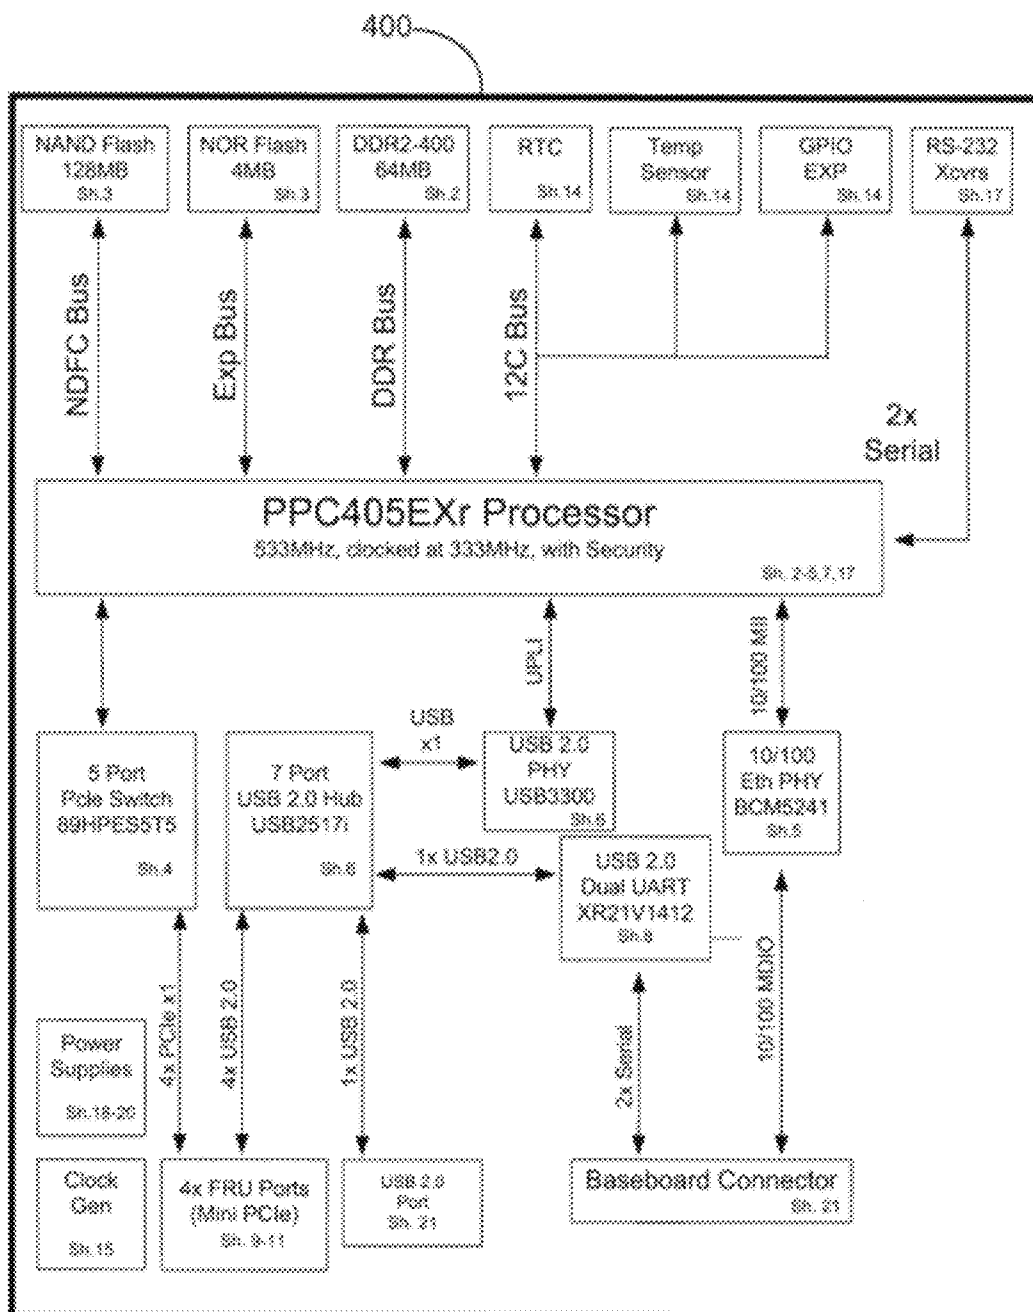 400
NAND Flash
128MB
Sh.3
NOR Flash
4MB
Sh.3
DDR2-400
64MB
Sh.2
RTC
Sh.14
Temp
Sensor
Sh.14
GPIO
EXP
Sh.14
RS-232
Xcvrs
Sh.17
NDFC Bus
Exp Bus
DDR Bus
12C Bus
2x
Serial
PPC405EXr Processor
533MHz, clocked at 333MHz, with Security
Sh. 2-5,7,17
UPLI
10/100 MII
5 Port
PcIe Switch
89HPES5T5
Sh.4
7 Port
USB 2.0 Hub
USB2517i
Sh.6
USB
x1
USB 2.0
PHY
USB3300
Sh.6
10/100
Eth PHY
BCM5241
Sh.5
1x USB2.0
USB 2.0
Dual UART
XR21V1412
Sh.8
4x PCIe x1
4x USB 2.0
1x USB 2.0
2x Serial
10/100 MDIO
Power
Supplies
Sh.18-20
Clock
Gen
Sh.15
4x FRU Ports
(Mini PCIe)
Sh. 9-11
USB 2.0
Port
Sh. 21
Baseboard Connector
Sh. 21